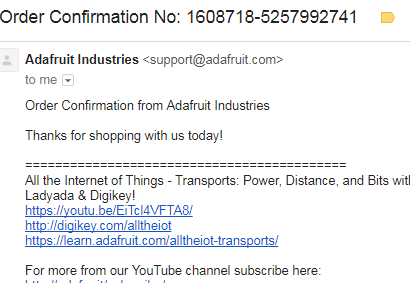 Order Confirmation No: 1608718-5257992741
Adafruit Industries <support@adafruit.com>
to me
Order Confirmation from Adafruit Industries
Thanks for shopping with us today!
==========================================
All the Internet of Things - Transports: Power, Distance, and Bits with
Ladyada & Digikey!
https://youtu.be/EiTcl4VFTA8/
http://digikey.com/alltheiot
https://learn.adafruit.com/alltheiot-transports/
For more from our YouTube channel subscribe here: